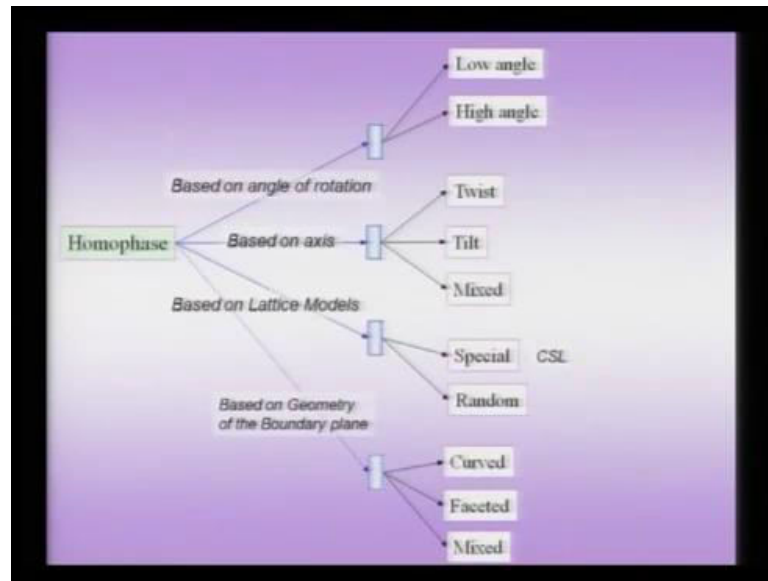 Low angle
High angle
Based on angle of rotation
Twist
Homophase
Based on axis
Tilt
Mixed
Based on Lattice Models
Special
CSL
Random
Based on Geometry
of the Boundary plane
Curved
Faceted
Mixed